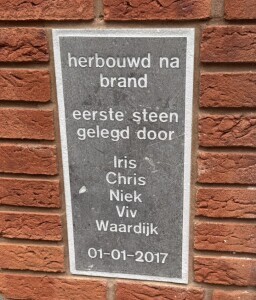 herbouwd na
brand
eerste steen
gelegd door
Iris
Chris
Niek
Viv
Waardijk
01-01-2017